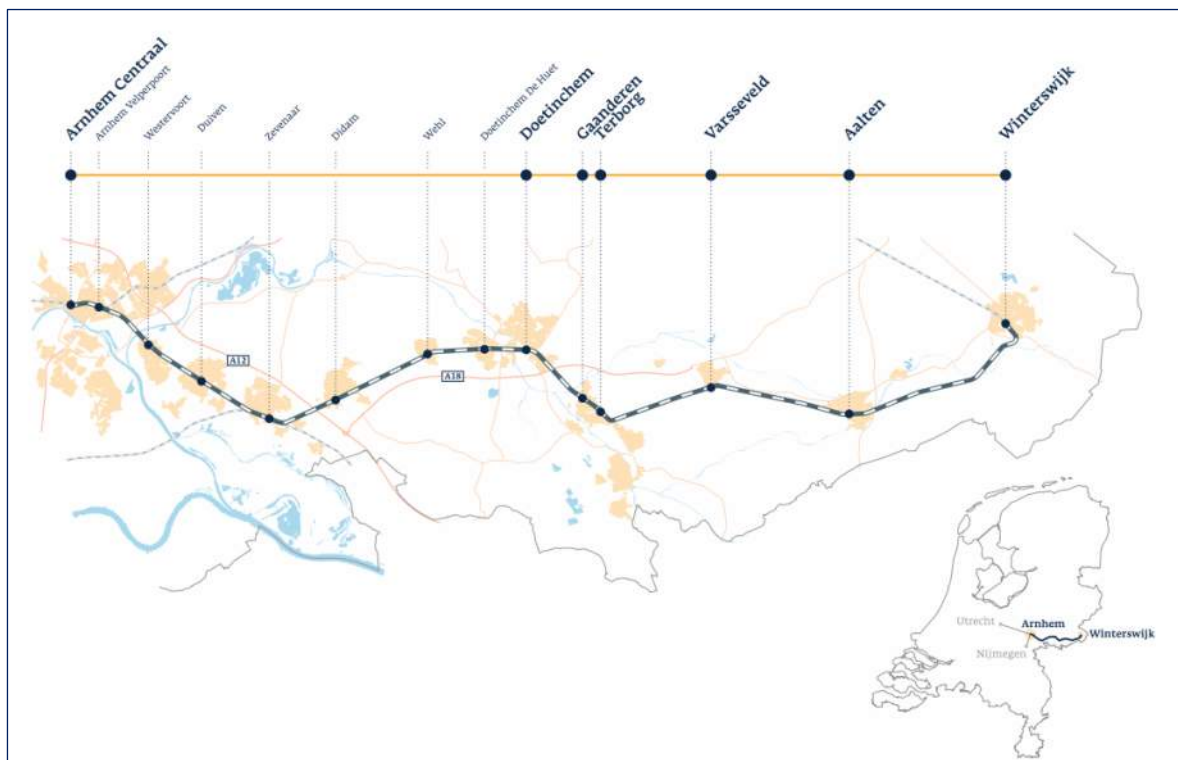 Arnhem Centraal
Arnhem Velperpoort
Westervoort
Duiven
Zevenaar
Didam
Wehl
Doetinchem De Huet
Doetinchem
Gaanderen
Terborg
Varsseveld
Aalten
Winterswijk
A12
A18
Utrecht
Arnhem
Winterswijk
Nijmegen